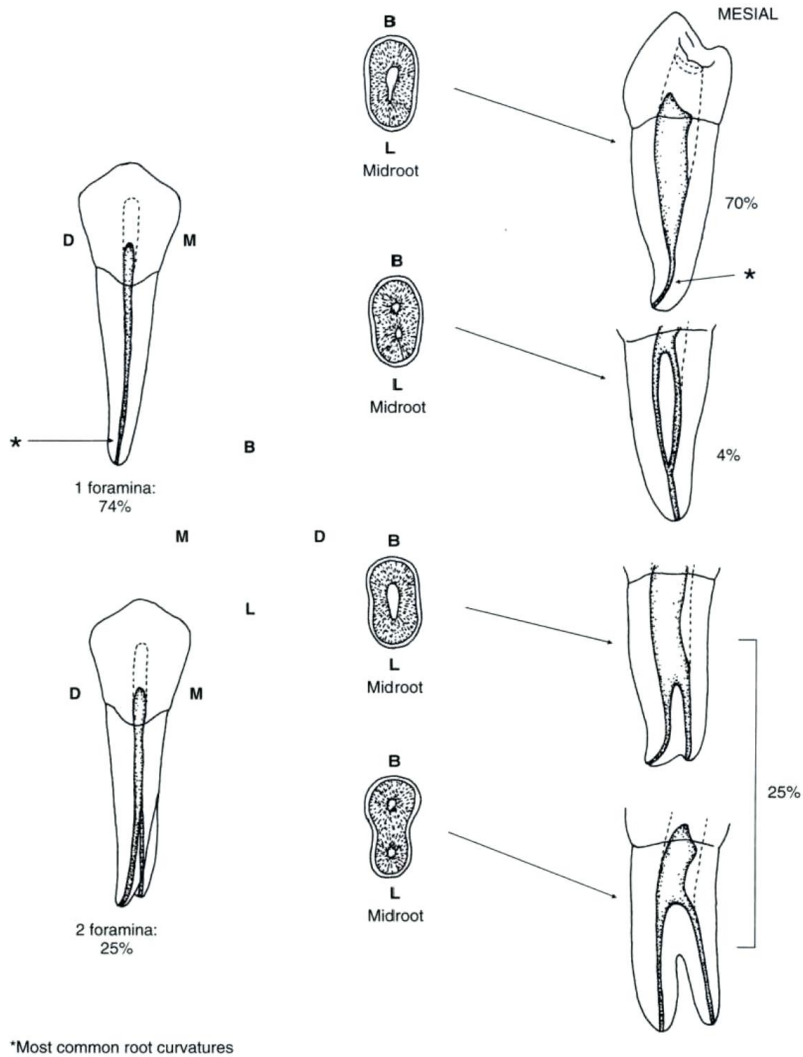 MESIAL
B
L
Midroot
70%
*
D
M
B
L
Midroot
4%
*
B
1 foramina:
74%
M
D
B
L
Midroot
L
D
M
B
L
Midroot
25%
2 foramina:
25%
*Most common root curvatures